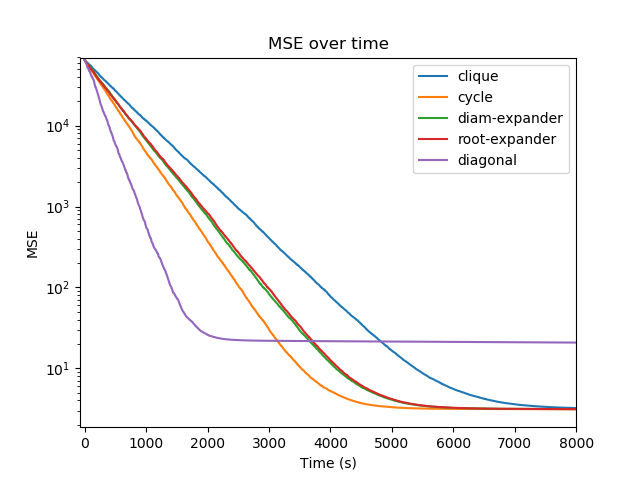 MSE over time
clique
cycle
diam-expander
root-expander
diagonal
MSE
10^4
10^3
10^2
10^1
0 1000 2000 3000 4000 5000 6000 7000 8000
Time (s)